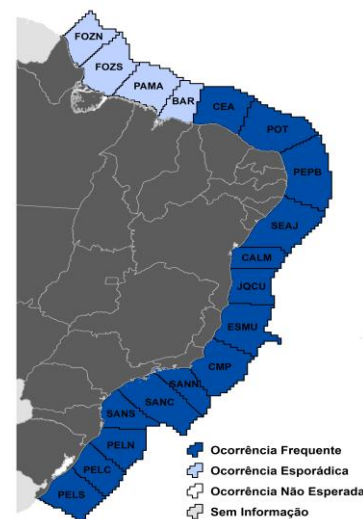 FOZN
FOZS
PAMA
BAR
CEA
POT
PEPB
SEAJ
CALM
JQCU
ESMU
CMP
SANN
SANC
SANS
PELN
PELC
PELS
Ocorrência Frequente
Ocorrência Esporádica
Ocorrência Não Esperada
Sem Informação